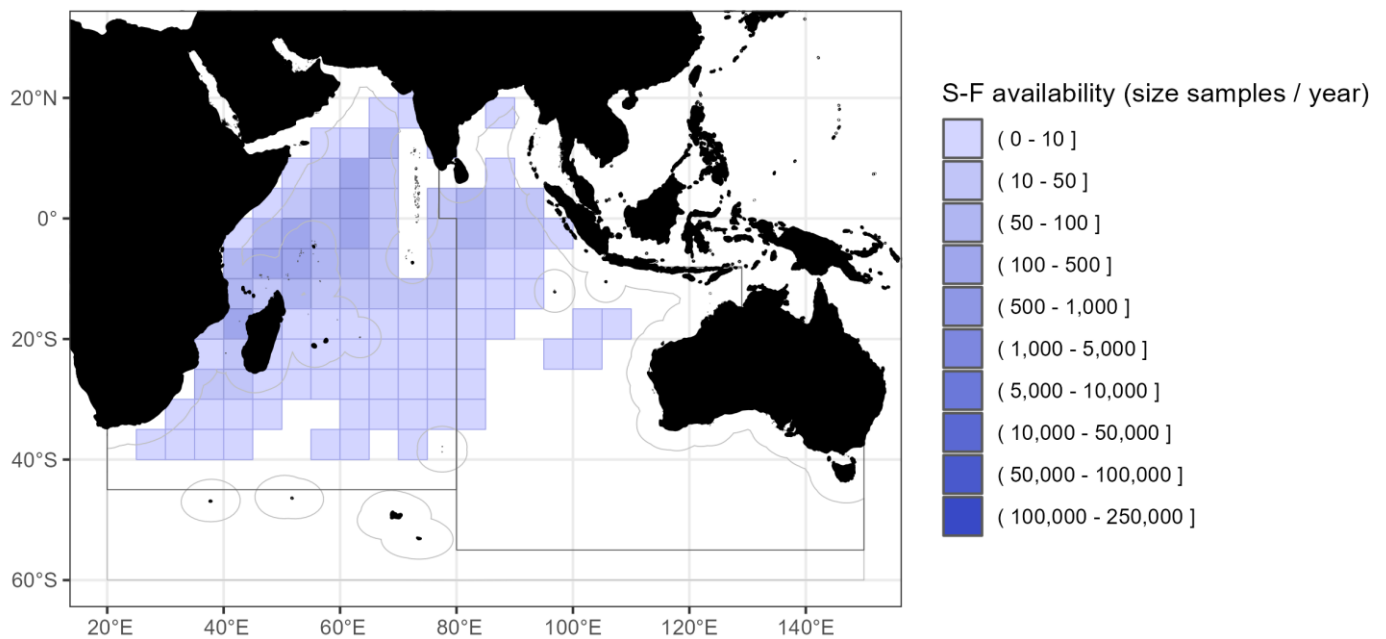 S-F availability (size samples / year)
( 0 - 10 ]
( 10 - 50 ]
( 50 - 100 ]
( 100 - 500 ]
( 500 - 1,000 ]
( 1,000 - 5,000 ]
( 5,000 - 10,000 ]
( 10,000 - 50,000 ]
( 50,000 - 100,000 ]
( 100,000 - 250,000 ]
20°N
0°
20°S
40°S
60°S
20°E 40°E 60°E 80°E 100°E 120°E 140°E